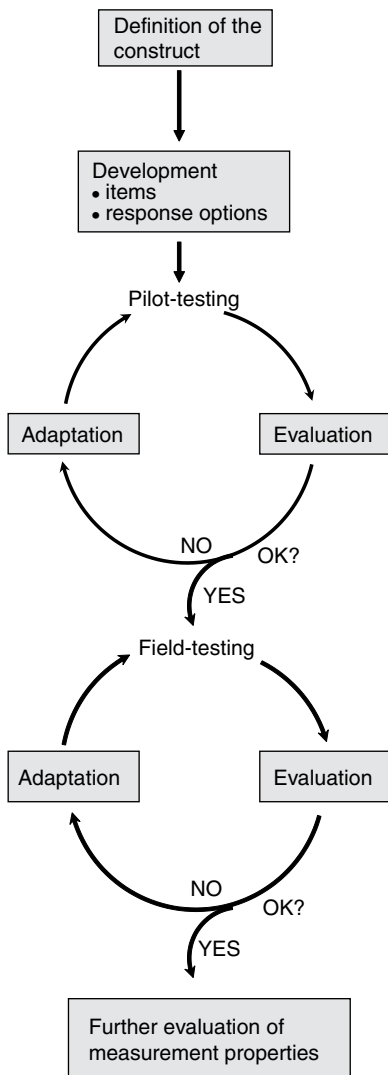 Definition of the
construct
Development
• items
• response options
Pilot-testing
Adaptation
Evaluation
NO
OK?
YES
Field-testing
Adaptation
Evaluation
NO
OK?
YES
Further evaluation of
measurement properties